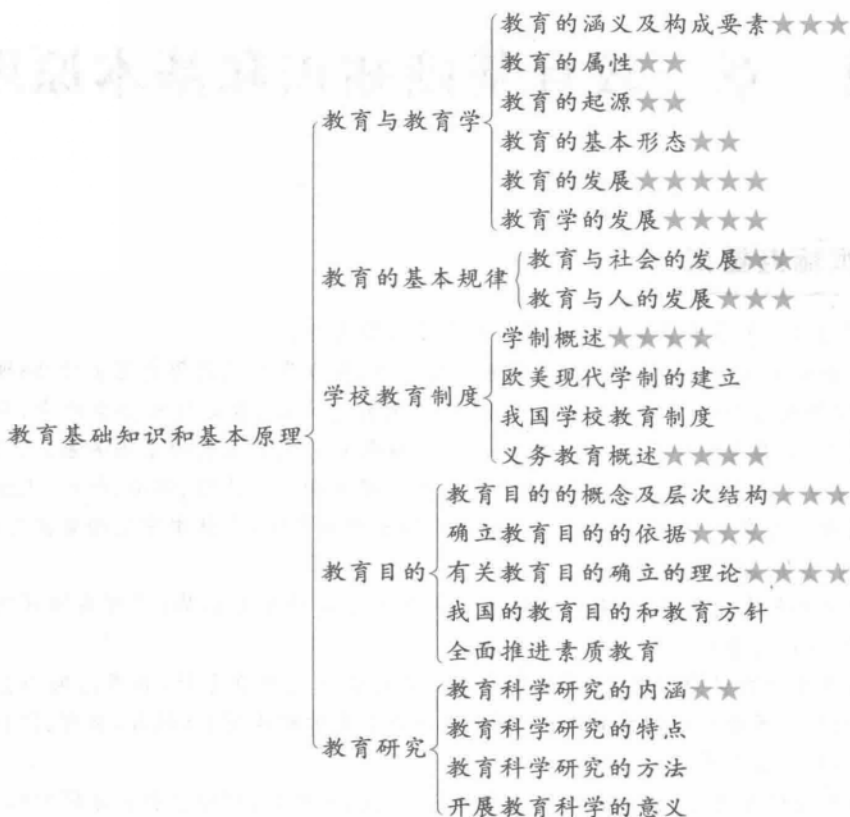 教育基础知识和基本原理
教育与教育学
教育的涵义及构成要素★★★
教育的属性★★
教育的起源★★
教育的基本形态★★
教育的发展★★★★★
教育学的发展★★★★
教育的基本规律
教育与社会的发展★★★
教育与人的发展★★★
学校教育制度
学制概述★★★★
欧美现代学制的建立
我国学校教育制度
义务教育概述★★★★
教育目的
教育目的的概念及层次结构★★★
确立教育目的的依据★★★
有关教育目的确立的理论★★★★
我国的教育目的和教育方针
全面推进素质教育
教育研究
教育科学研究的内涵★★
教育科学研究的特点
教育科学研究的方法
开展教育科学的意义